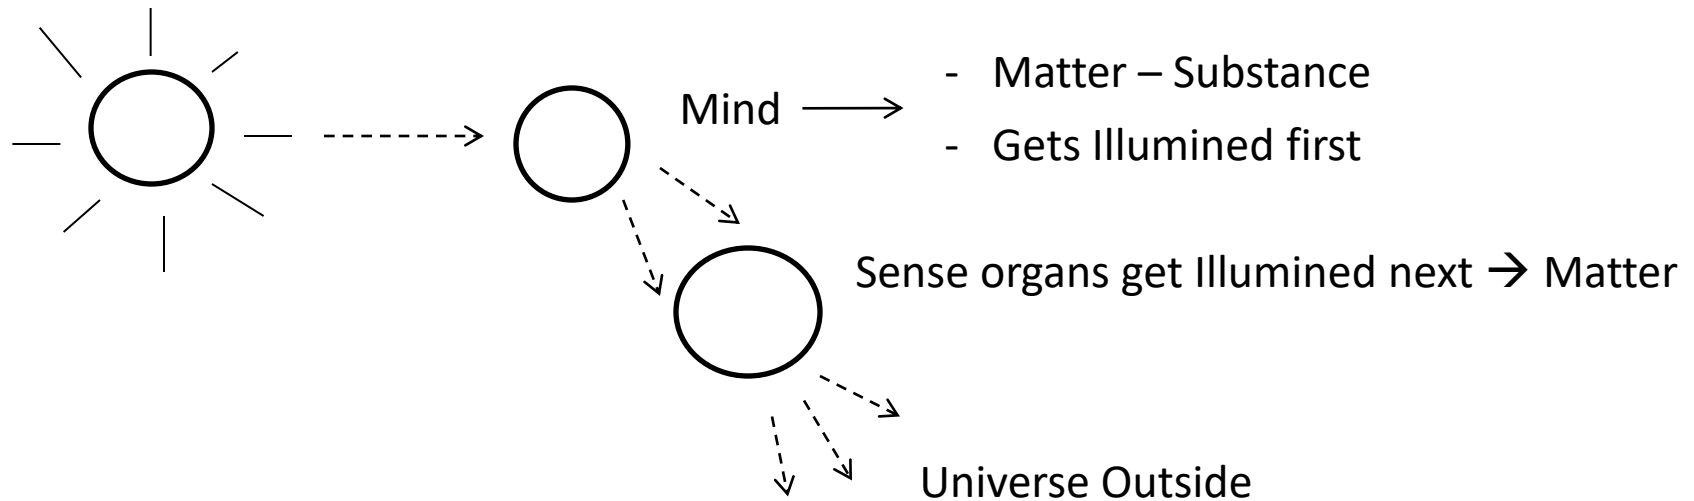 - Matter – Substance
Mind
- Gets Illumined first
Sense organs get Illumined next → Matter
Universe Outside